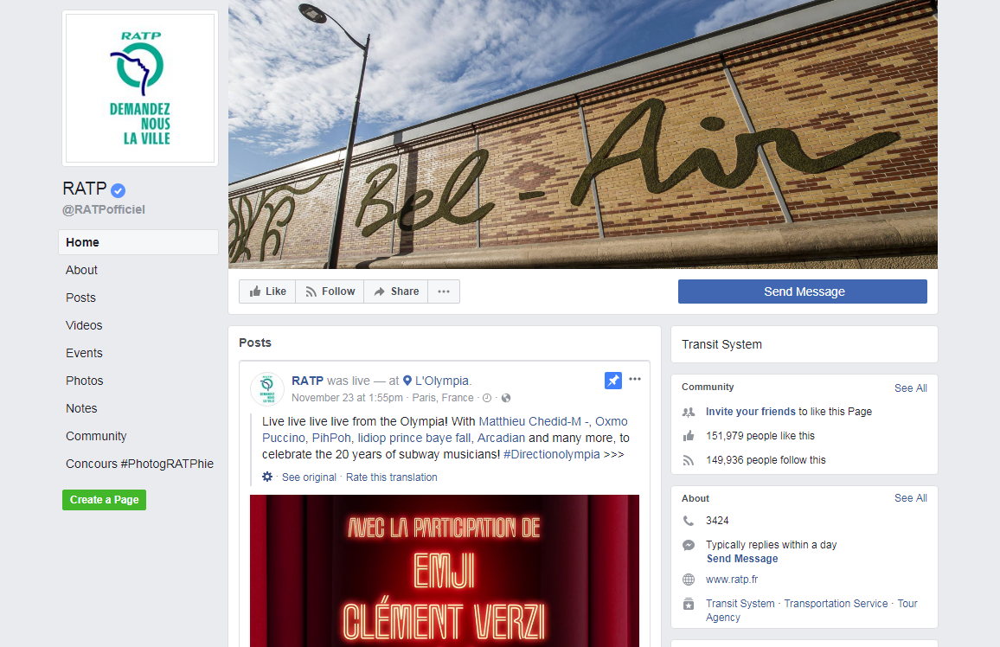 RATP
DEMANDEZ
NOUS
LA VILLE
RATP
@RATPofficiel
Home
About
Posts
Videos
Events
Photos
Notes
Community
Concours #PhotogRATPhie
Create a Page
Bel-Air
Like
Follow
Share
Send Message
Posts
RATP was live — at L'Olympia.
November 23 at 1:55pm · Paris, France ·
Live live live live from the Olympia! With Matthieu Chedid-M -, Oxmo
Puccino, PihPoh, lidiop prince baye fall, Arcadian and many more, to
celebrate the 20 years of subway musicians! #Directionolympia >>>
· See original · Rate this translation
AVEC LA PARTICIPATION DE
EMJI
CLÉMENT VERZI
Transit System
Community
See All
Invite your friends to like this Page
151,979 people like this
149,936 people follow this
About
See All
3424
Typically replies within a day
Send Message
www.ratp.fr
Transit System · Transportation Service · Tour
Agency